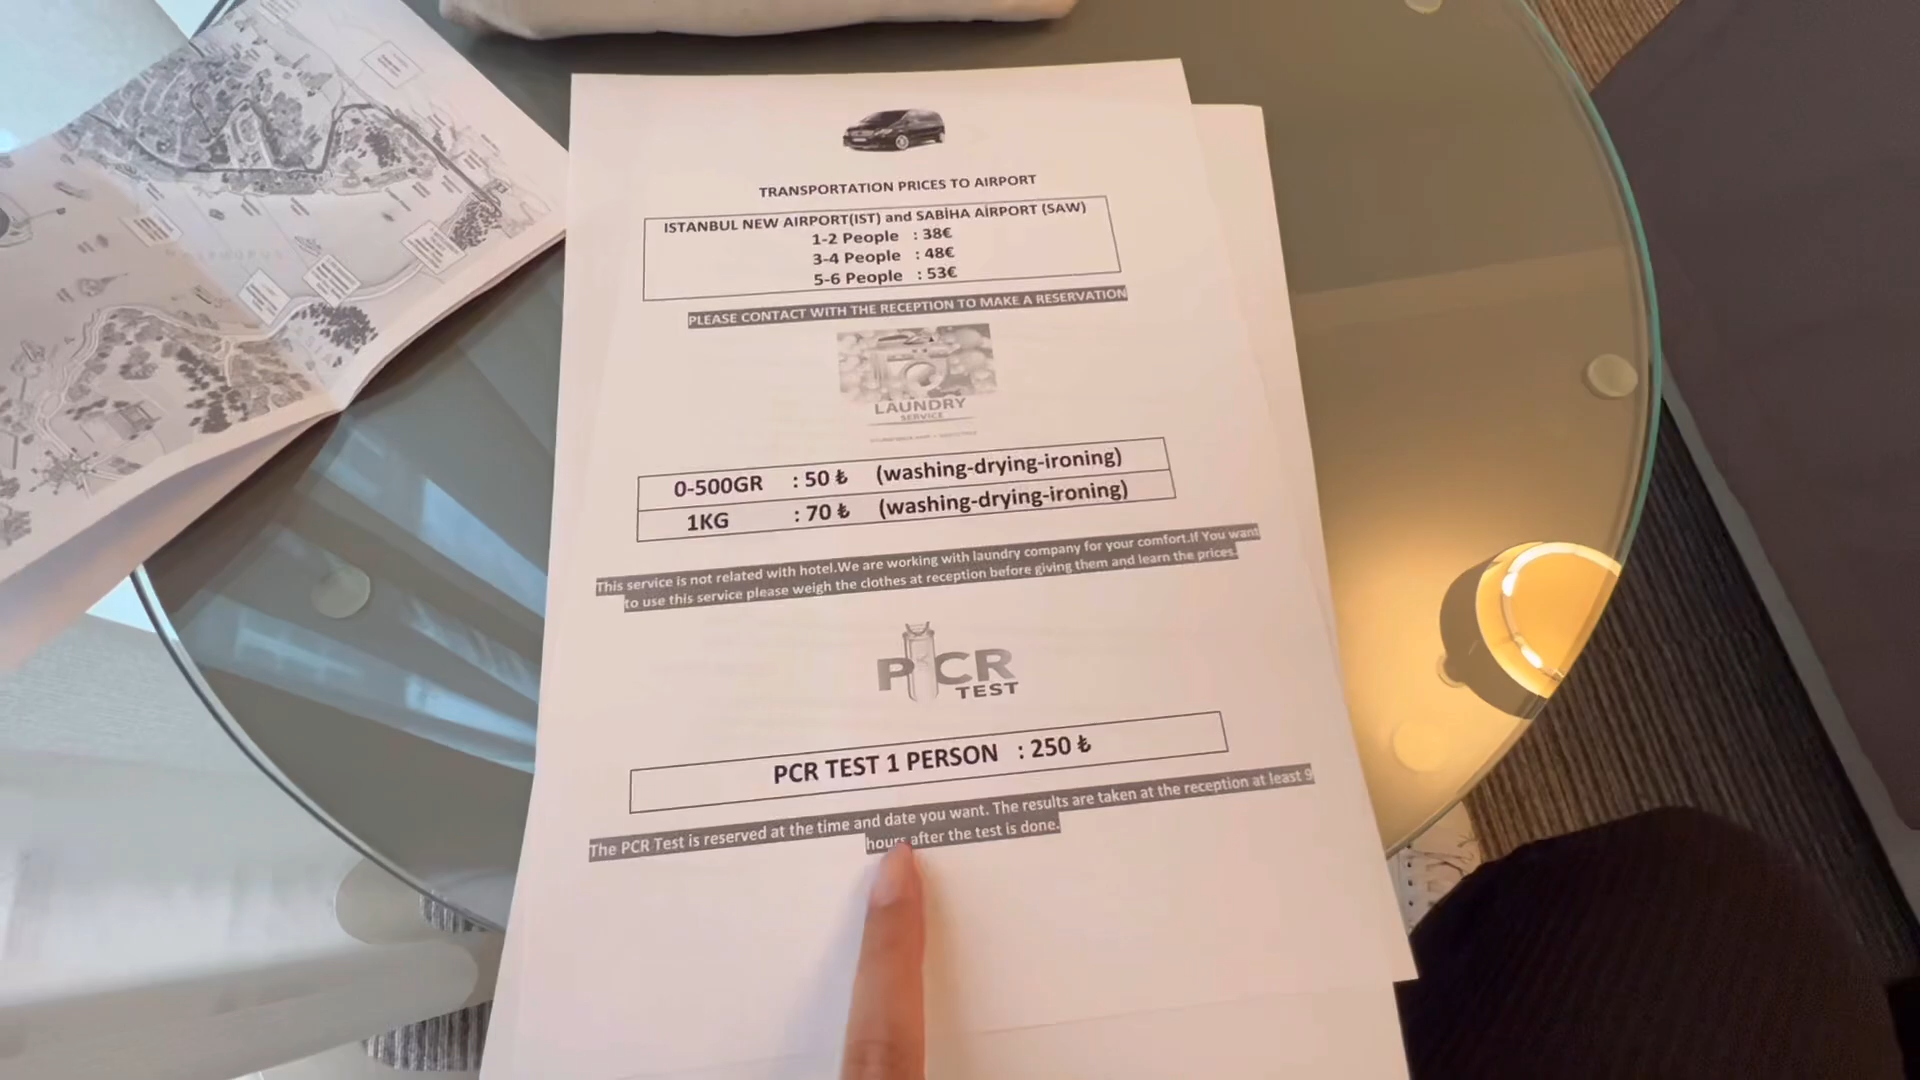 TRANSPORTATION PRICES TO AIRPORT
ISTANBUL NEW AIRPORT(IST) and SABİHA AİRPORT (SAW)
1-2 People : 38€
3-4 People : 48€
5-6 People : 53€
PLEASE CONTACT WITH THE RECEPTION TO MAKE A RESERVATION
LAUNDRY
SERVICE
0-500GR : 50 ₺ (washing-drying-ironing)
1KG : 70 ₺ (washing-drying-ironing)
This service is not related with hotel.We are working with laundry company for your comfort.If You want
to use this service please weigh the clothes at reception before giving them and learn the prices.
PCR
TEST
PCR TEST 1 PERSON : 250 ₺
The PCR Test is reserved at the time and date you want. The results are taken at the reception at least 9
hours after the test is done.